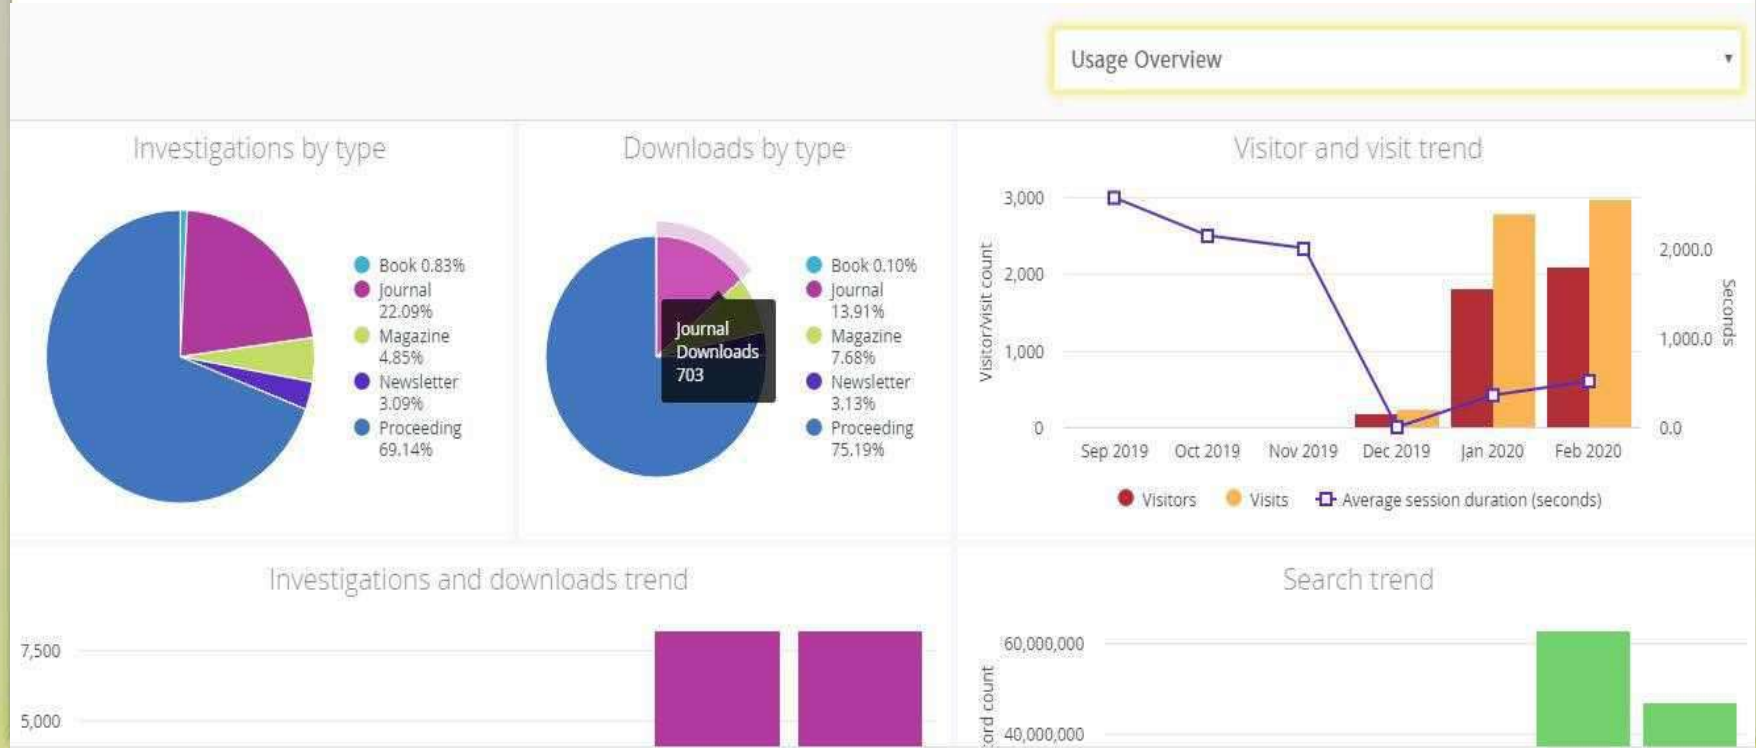 Usage Overview
Investigations by type
Book 0.83%
Journal
22.09%
Magazine
4.85%
Newsletter
3.09%
Proceeding
69.14%
Downloads by type
Journal
Downloads
703
Book 0.10%
Journal
13.91%
Magazine
7.68%
Newsletter
3.13%
Proceeding
75.19%
Visitor and visit trend
Visitor/visit count
3,000
2,000
1,000
0
2,000.0
1,000.0
0.0
Seconds
Sep 2019 Oct 2019 Nov 2019 Dec 2019 Jan 2020 Feb 2020
Visitors Visits Average session duration (seconds)
Investigations and downloads trend
7,500
5,000
Search trend
60,000,000
40,000,000
ord count